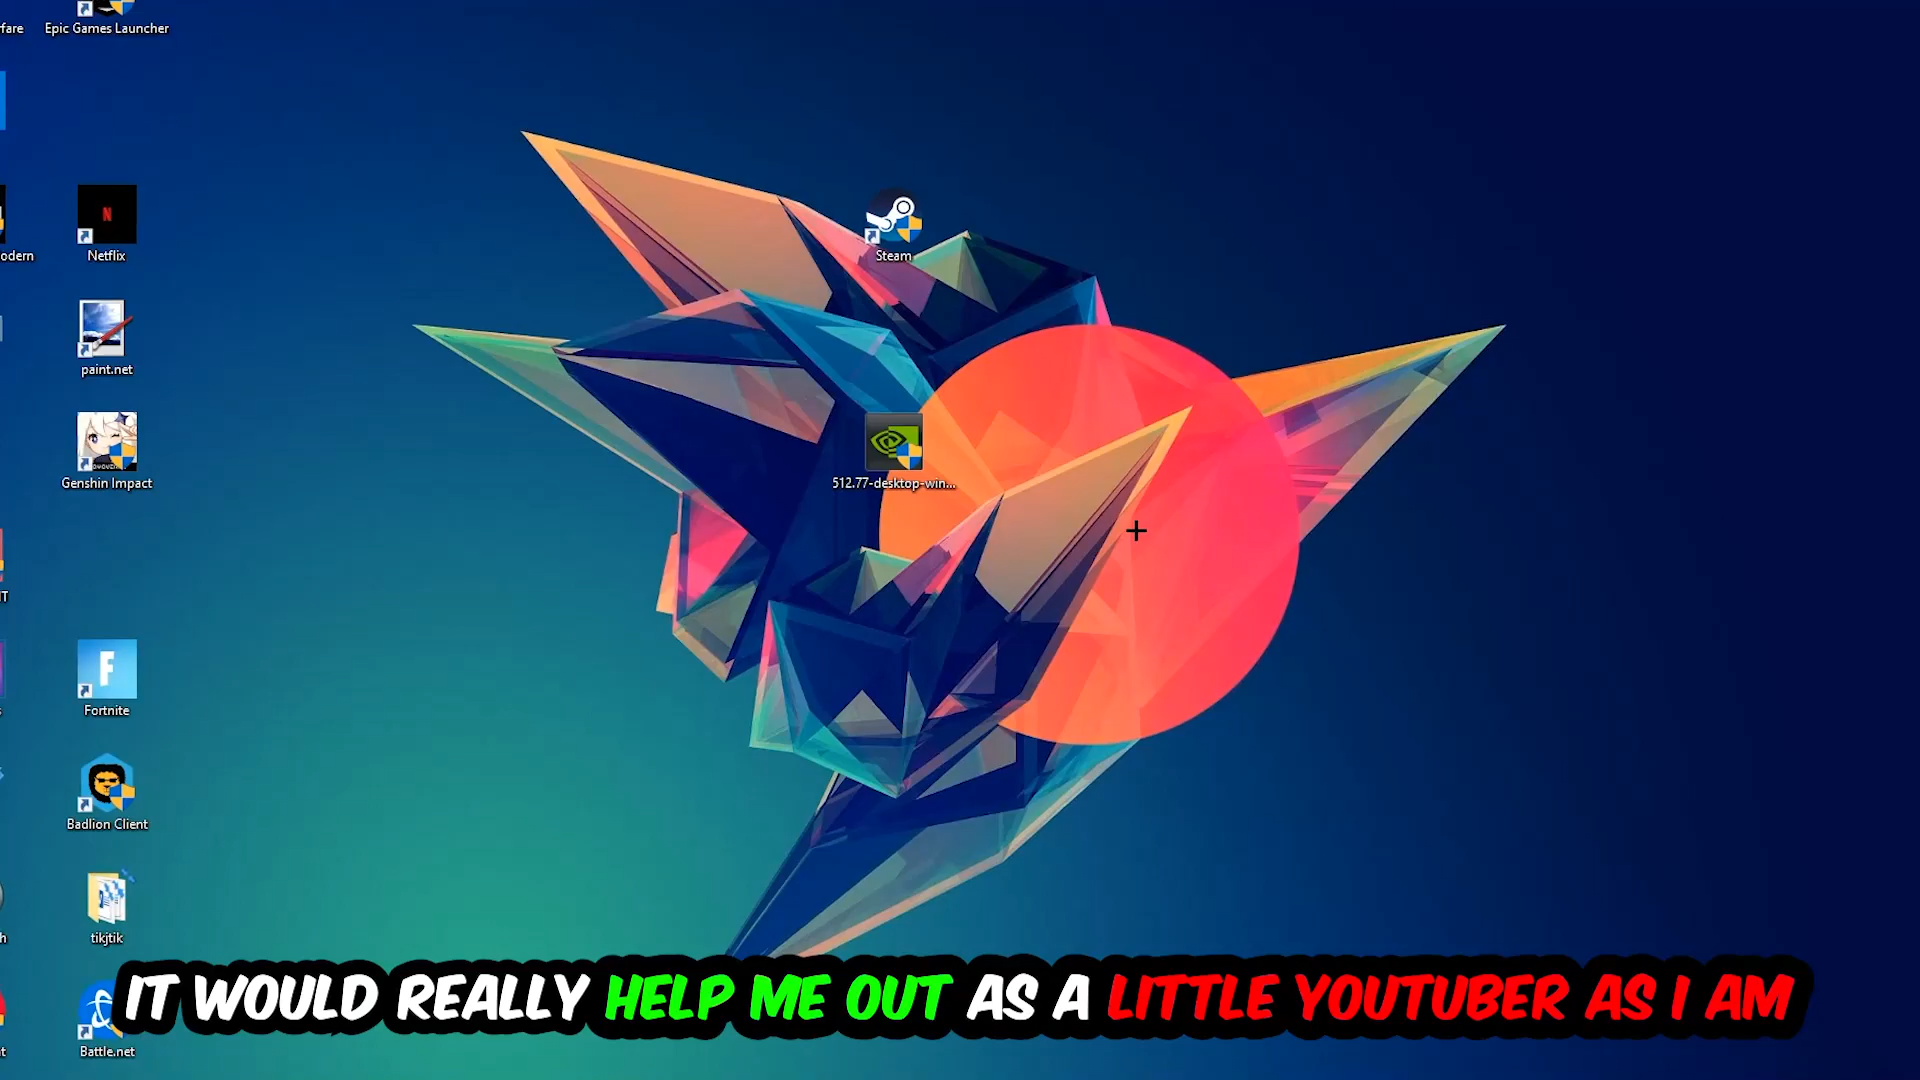 fare
Epic Games Launcher
odern
Netflix
Steam
paint.net
Genshin Impact
512.77-desktop-win...
IT
F
Fortnite
Badlion Client
tikjtik
IT WOULD REALLY HELP ME OUT AS A LITTLE YOUTUBER AS I AM
Battle.net